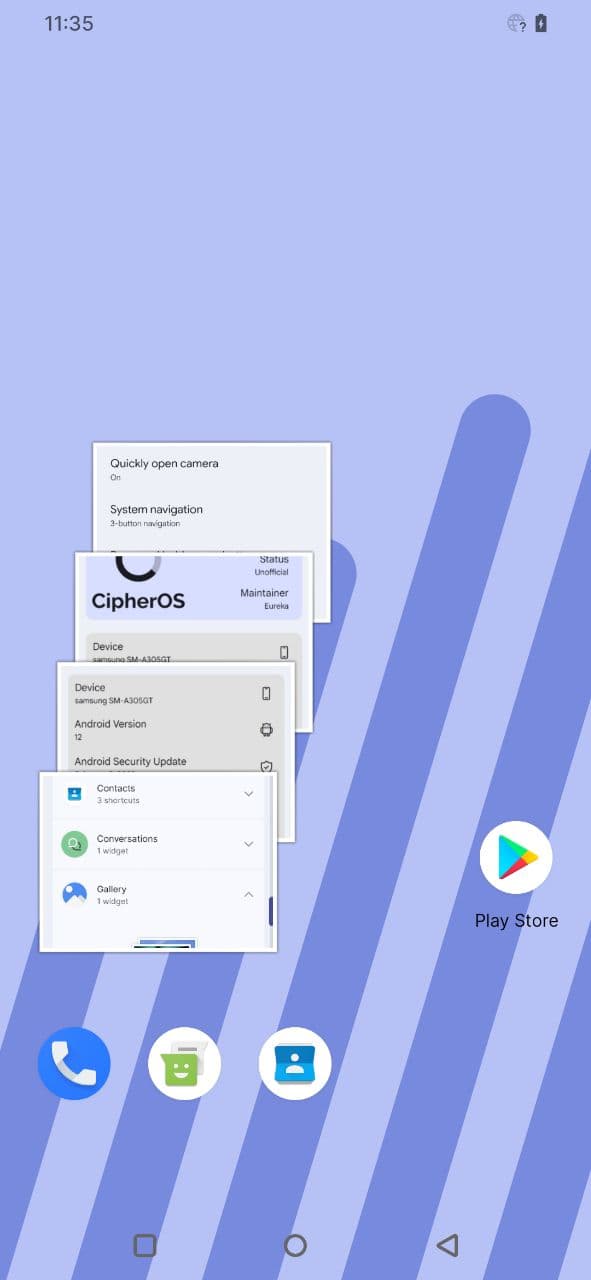 11:35
?
Quickly open camera
On
System navigation
3-button navigation
Status
Unofficial
CipherOS
Maintainer
Eureka
Device
samsung SM-A305GT
Device
samsung SM-A305GT
Android Version
12
Android Security Update
Contacts
3 shortcuts
Conversations
1 widget
Gallery
1 widget
Play Store